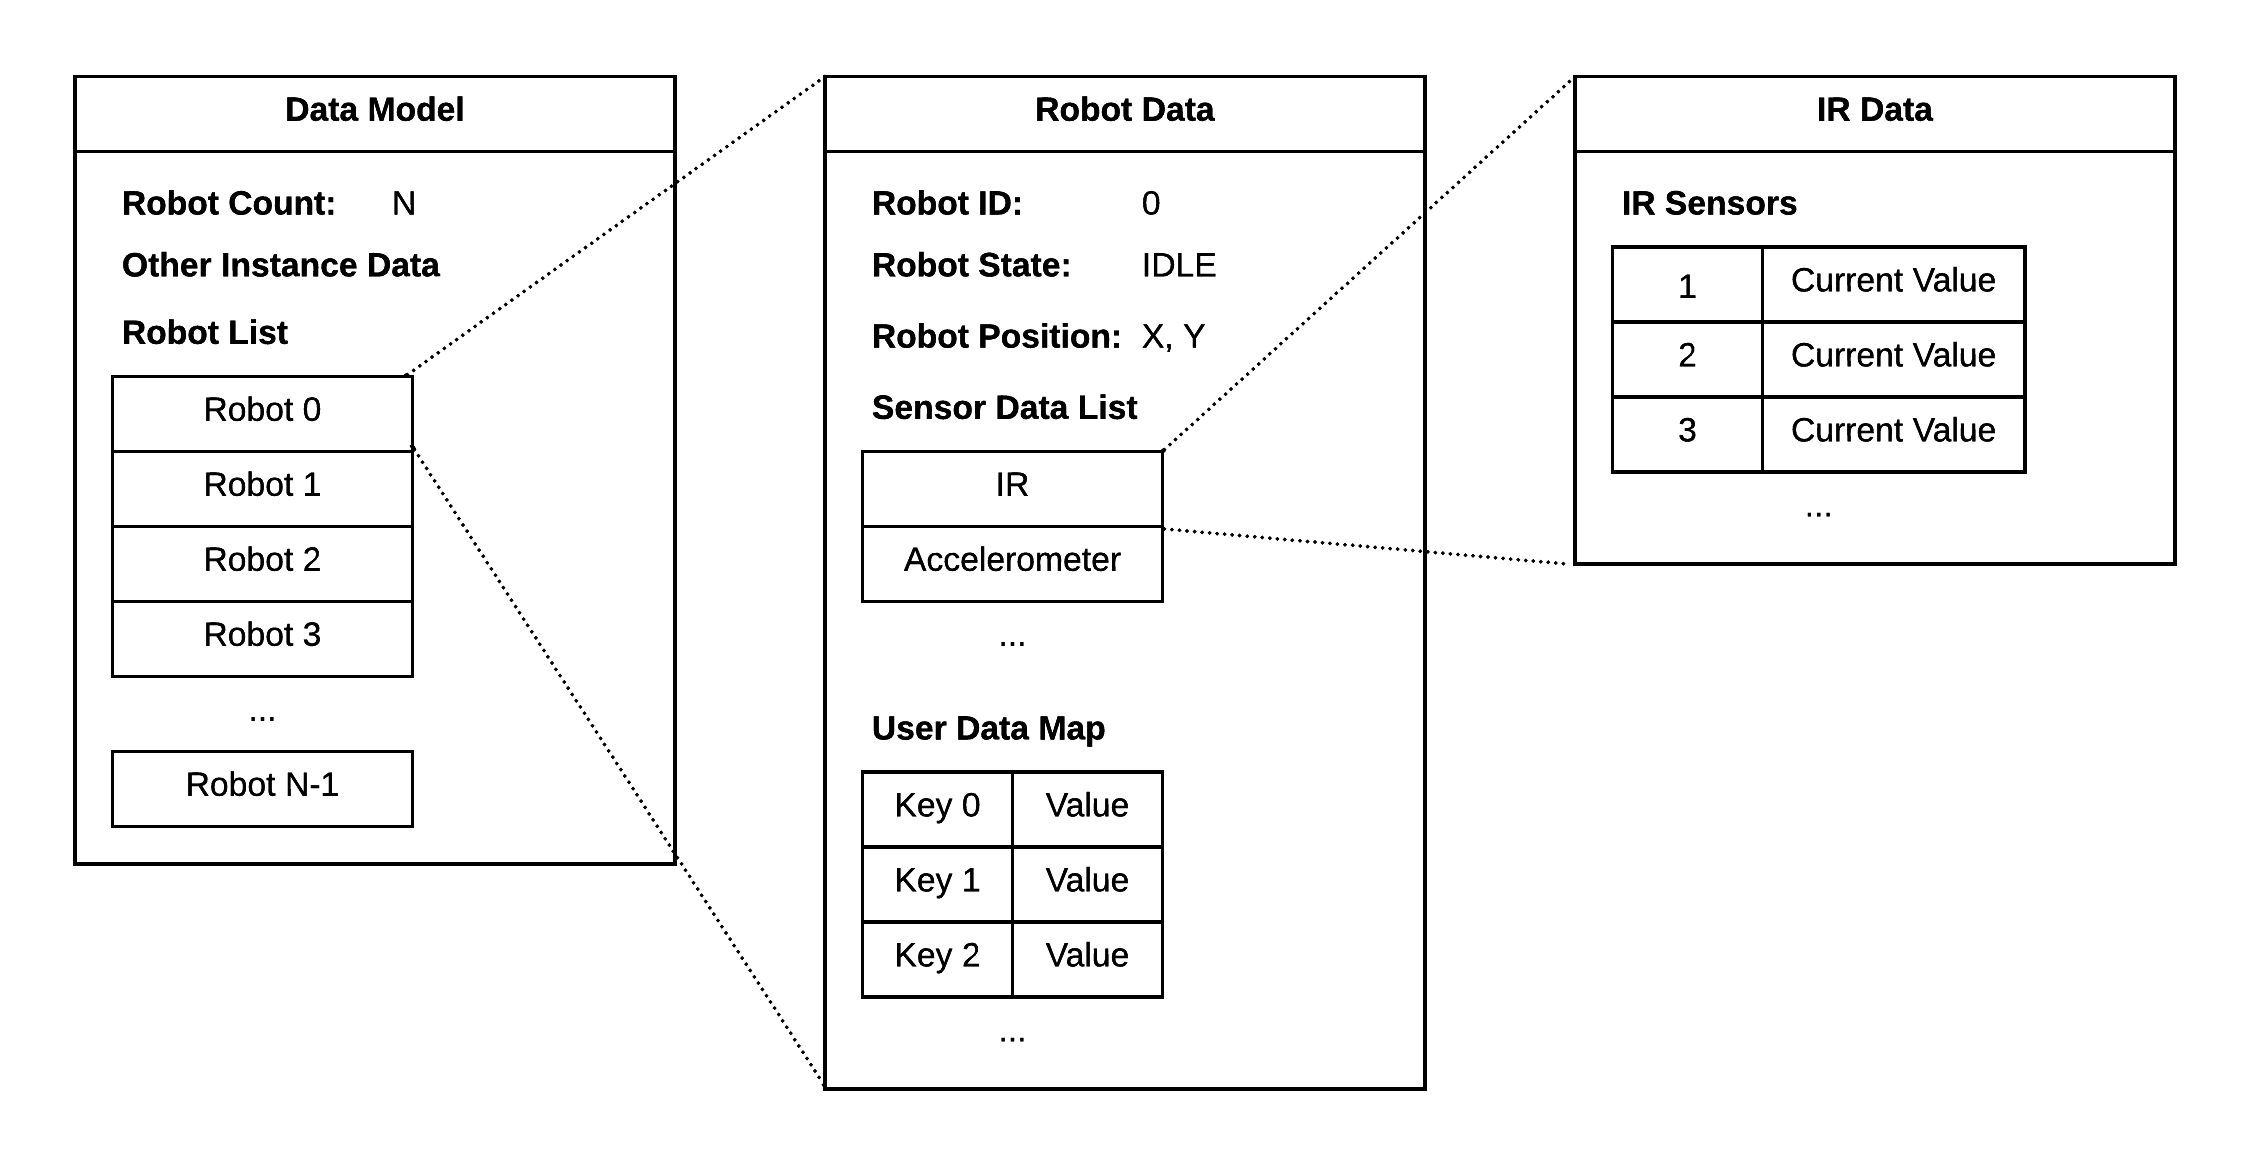 Data Model
Robot Count: N
Other Instance Data
Robot List
Robot 0
Robot 1
Robot 2
Robot 3
...
Robot N-1
Robot Data
Robot ID: 0
Robot State: IDLE
Robot Position: X, Y
Sensor Data List
IR
Accelerometer
...
User Data Map
Key 0 Value
Key 1 Value
Key 2 Value
...
IR Data
IR Sensors
1 Current Value
2 Current Value
3 Current Value
...